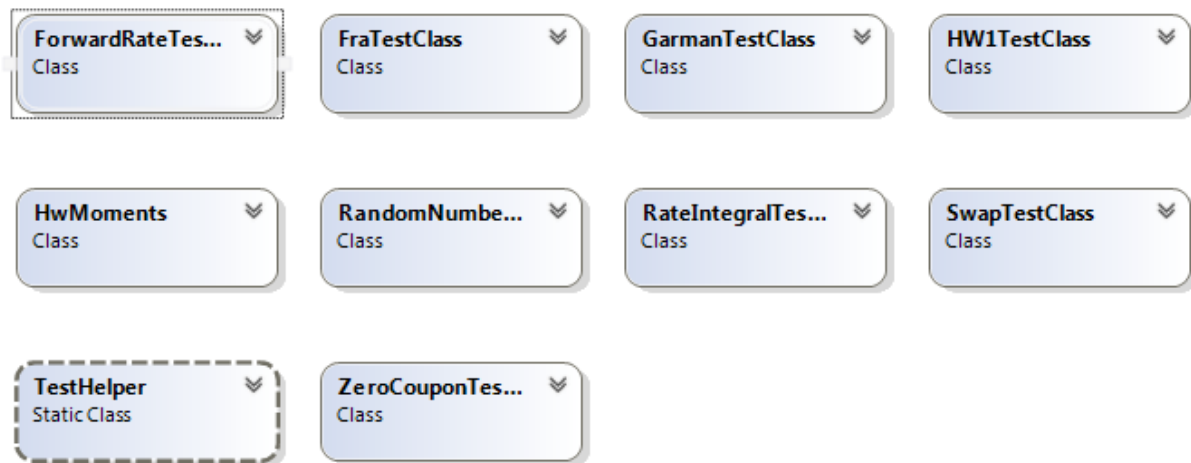 ForwardRateTes...
Class
FraTestClass
Class
GarmanTestClass
Class
HW1TestClass
Class
HwMoments
Class
RandomNumbe...
Class
RateIntegralTes...
Class
SwapTestClass
Class
TestHelper
Static Class
ZeroCouponTes...
Class